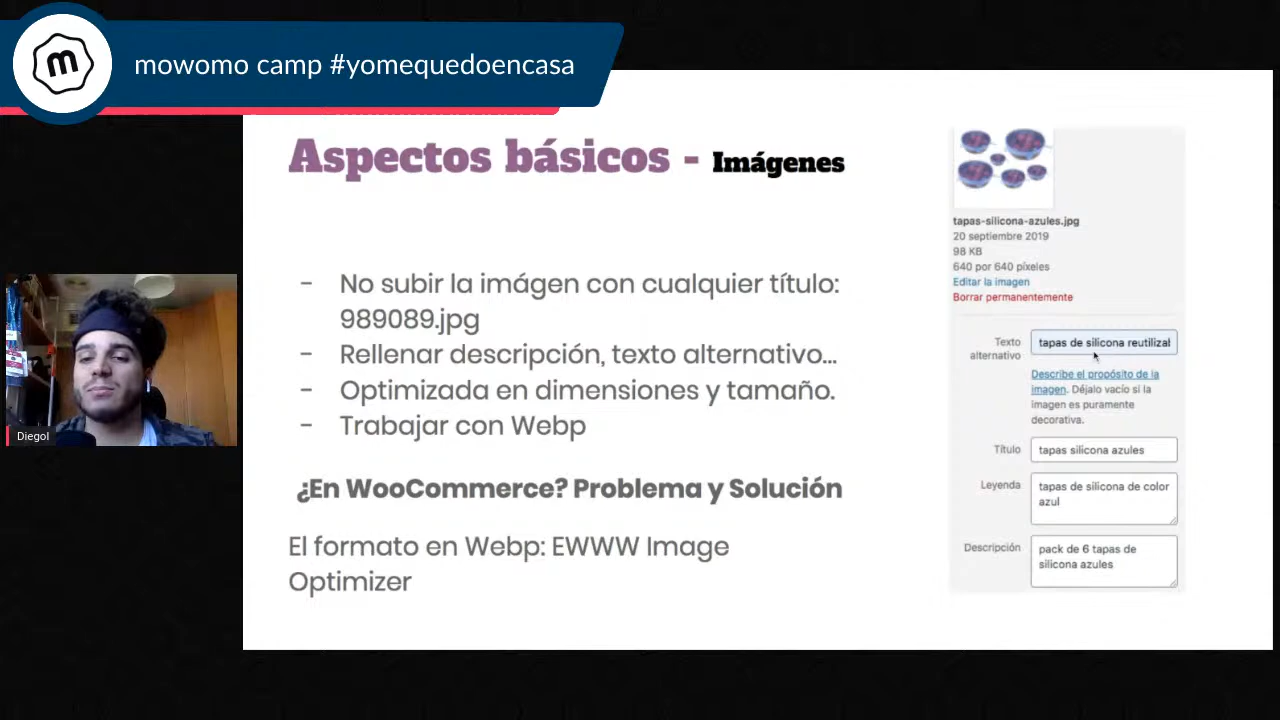 mowomo camp #yomequedoencasa
m
Aspectos básicos - Imágenes
- No subir la imágen con cualquier título:
989089.jpg
- Rellenar descripción, texto alternativo...
- Optimizada en dimensiones y tamaño.
- Trabajar con Webp
¿En WooCommerce? Problema y Solución
El formato en Webp: EWWW Image
Optimizer
tapas-silicona-azules.jpg
20 septiembre 2019
98 KB
640 por 640 píxeles
Editar la imagen
Borrar permanentemente
Texto
alternativo
tapas de silicona reutilizal
Describe el propósito de la
imagen. Déjalo vacío si la
imagen es puramente
decorativa.
Título
tapas silicona azules
Leyenda
tapas de silicona de color
azul
Descripción
pack de 6 tapas de
silicona azules
Diegol